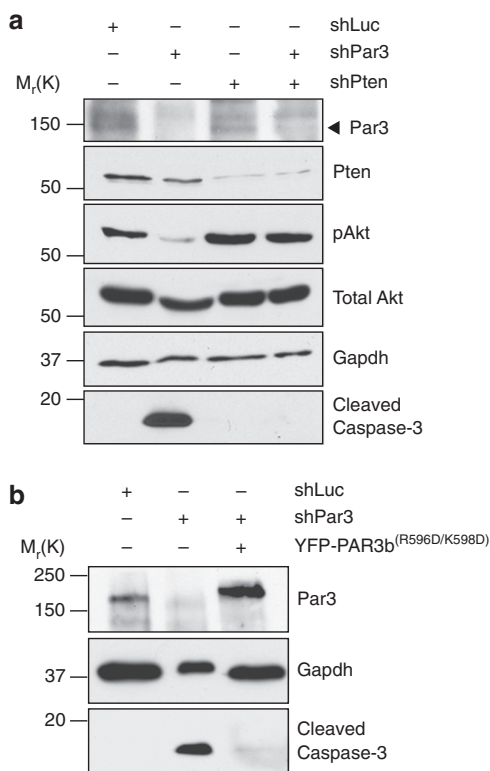 a
+ – – – shLuc
– + – + shPar3
Mr(K) – – + + shPten
150 Par3
50 Pten
50 pAkt
50 Total Akt
37 Gapdh
20 Cleaved
Caspase-3
b
+ – – shLuc
– + + shPar3
Mr(K) – – + YFP-PAR3b(R596D/K598D)
250
150 Par3
37 Gapdh
20 Cleaved
Caspase-3